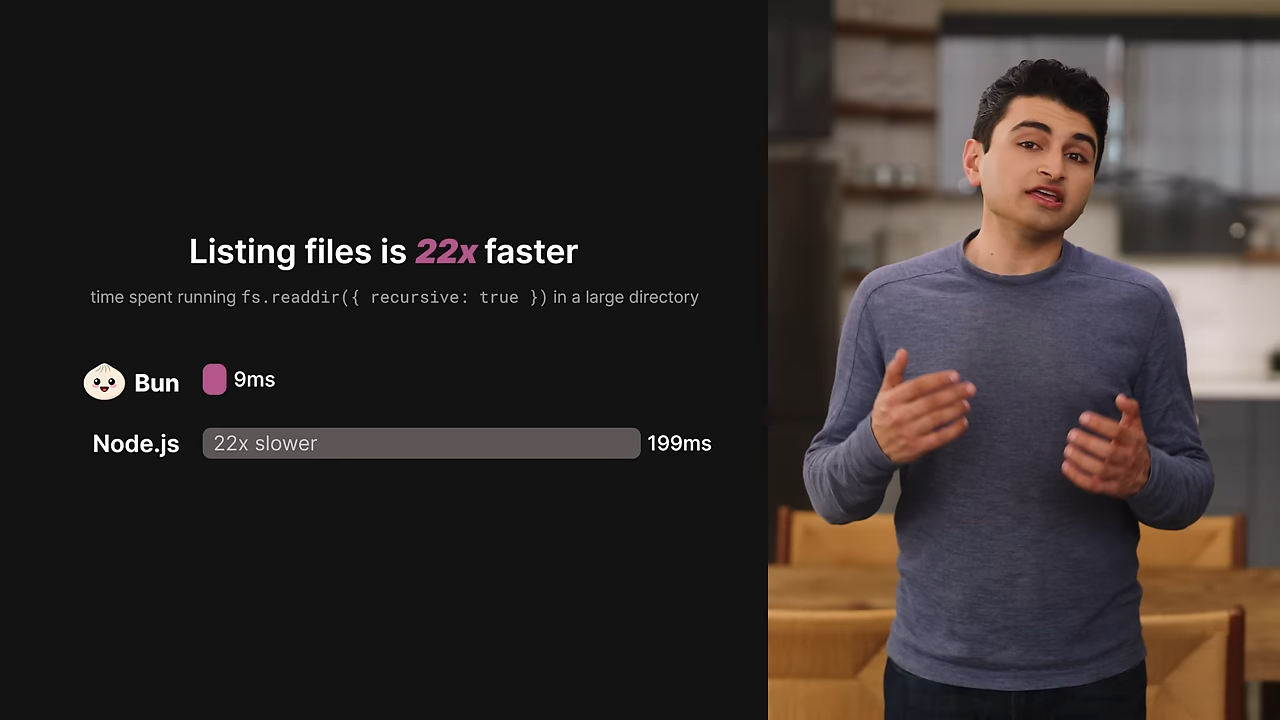 Listing files is 22x faster
time spent running fs.readdir({ recursive: true }) in a large directory
Bun 9ms
Node.js 22x slower 199ms